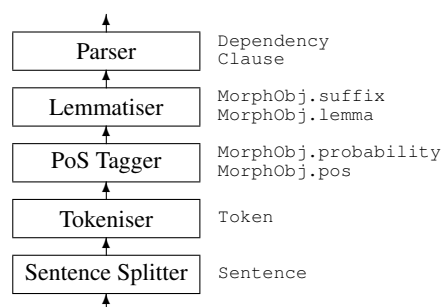 Parser
Dependency
Clause
Lemmatiser
MorphObj.suffix
MorphObj.lemma
PoS Tagger
MorphObj.probability
MorphObj.pos
Tokeniser
Token
Sentence Splitter
Sentence